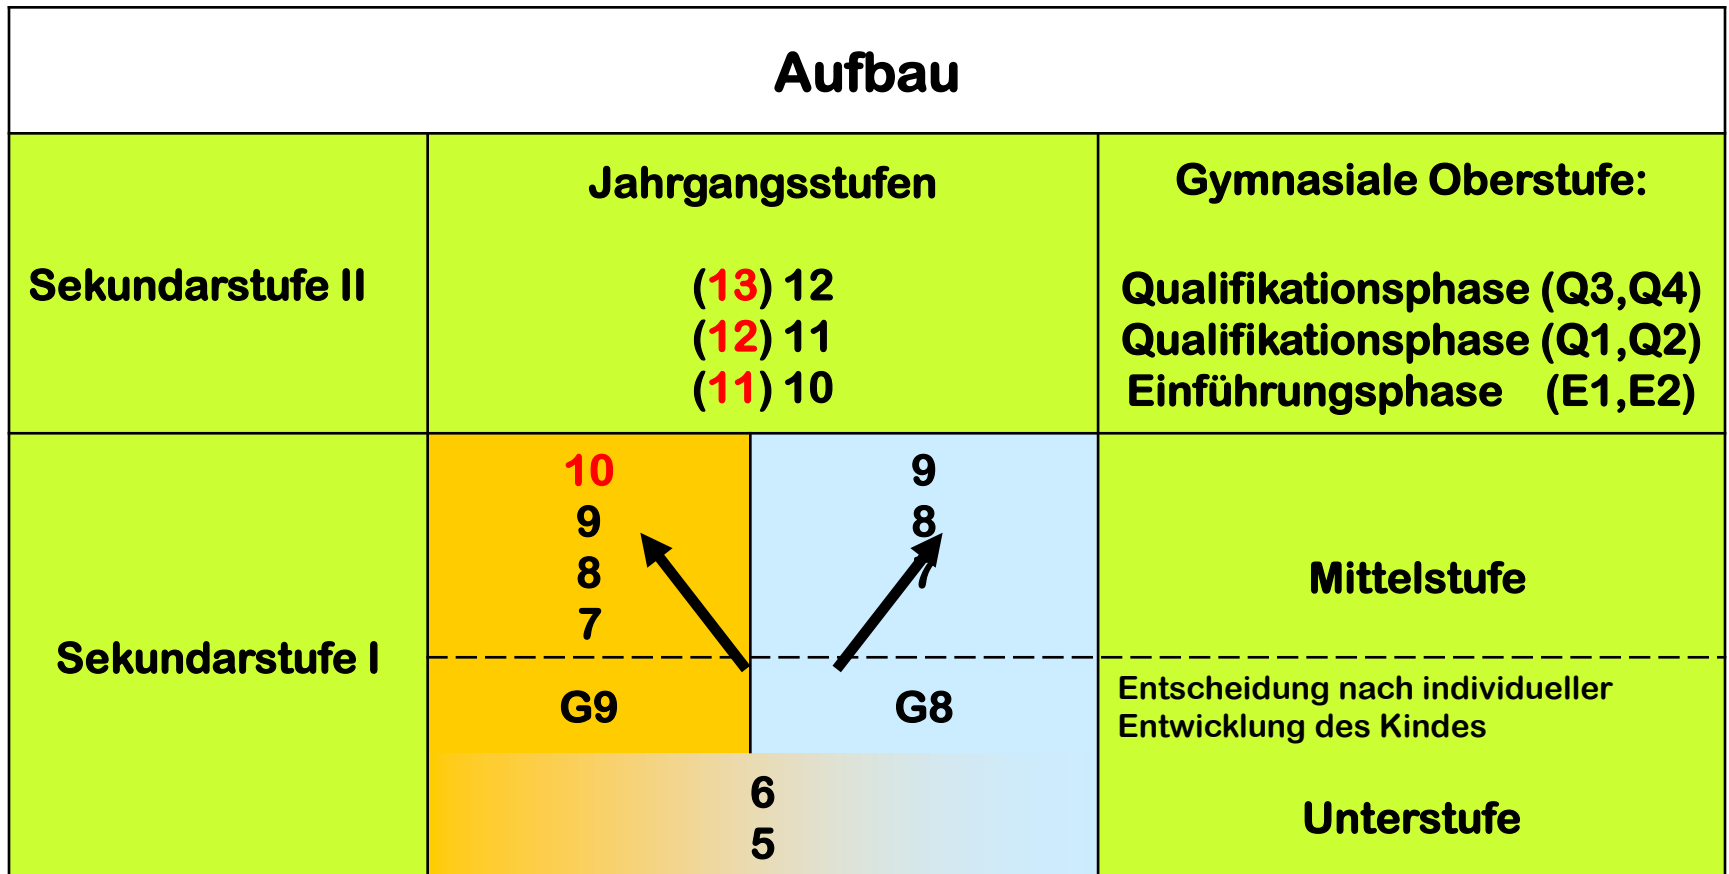 Aufbau
Sekundarstufe II
Jahrgangsstufen
(13) 12
(12) 11
(11) 10
Gymnasiale Oberstufe:
Qualifikationsphase (Q3,Q4)
Qualifikationsphase (Q1,Q2)
Einführungsphase (E1,E2)
Sekundarstufe I
10
9
8
7
G9
9
8
7
G8
6
5
Mittelstufe
Entscheidung nach individueller
Entwicklung des Kindes
Unterstufe